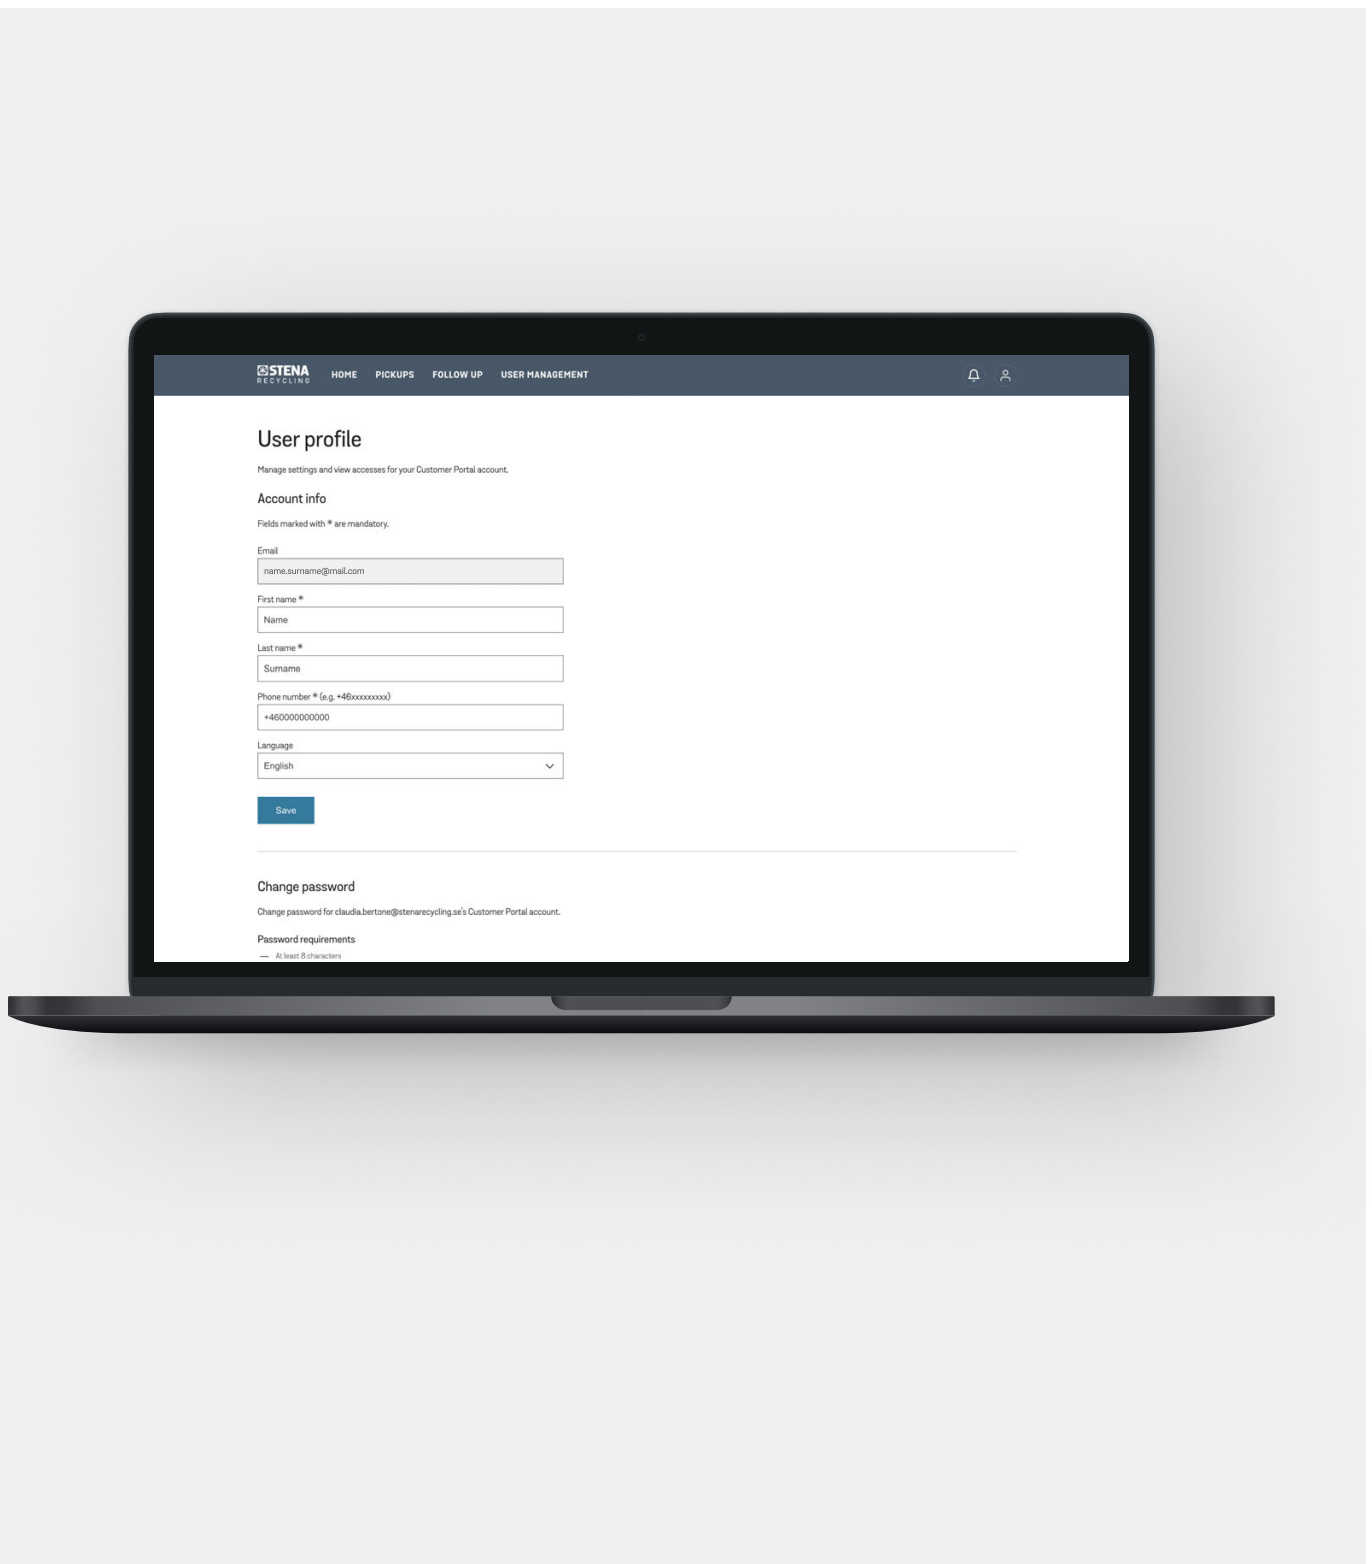 STENA
RECYCLING
HOME PICKUPS FOLLOW UP USER MANAGEMENT
User profile
Manage settings and view accesses for your Customer Portal account.
Account info
Fields marked with * are mandatory.
Email
name.surname@mail.com
First name *
Name
Last name *
Surname
Phone number * (e.g. +46xxxxxxxxx)
+460000000000
Language
English
Save
Change password
Change password for claudia.bertone@stenarecycling.se's Customer Portal account.
Password requirements
— At least 8 characters